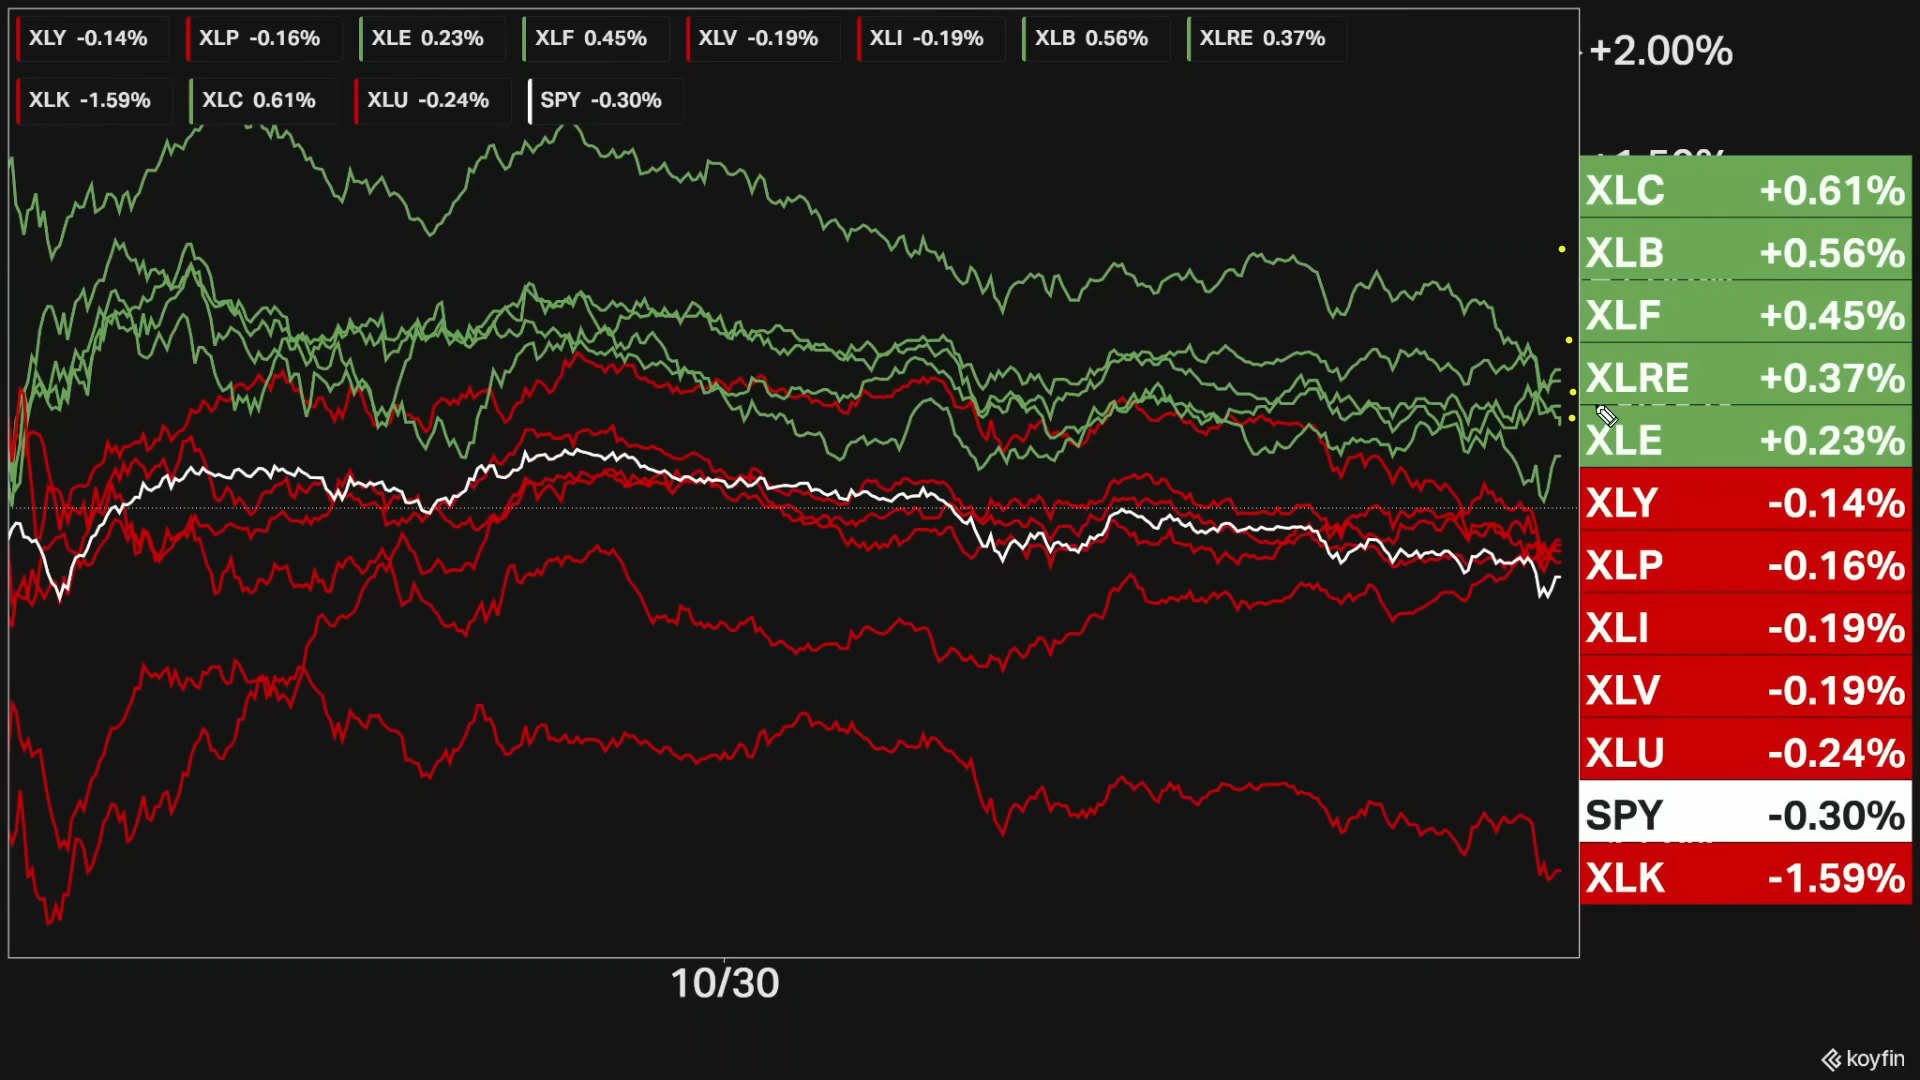 XLY -0.14% XLP -0.16% XLE 0.23% XLF 0.45% XLV -0.19% XLI -0.19% XLB 0.56% XLRE 0.37%
XLK -1.59% XLC 0.61% XLU -0.24% SPY -0.30%
+2.00%
XLC +0.61%
XLB +0.56%
XLF +0.45%
XLRE +0.37%
XLE +0.23%
XLY -0.14%
XLP -0.16%
XLI -0.19%
XLV -0.19%
XLU -0.24%
SPY -0.30%
XLK -1.59%
10/30
koyfin